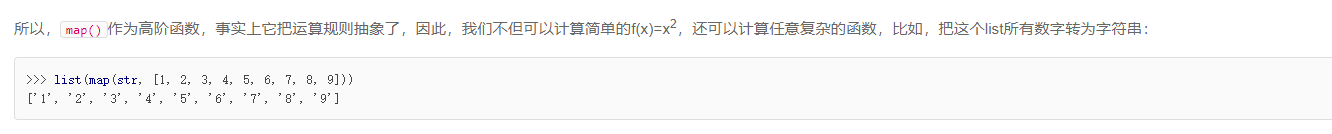 所以，map()作为高阶函数，事实上它把运算规则抽象了，因此，我们不但可以计算简单的f(x)=x²，还可以计算任意复杂的函数，比如，把这个list所有数字转为字符串：
>>> list(map(str, [1, 2, 3, 4, 5, 6, 7, 8, 9]))
['1', '2', '3', '4', '5', '6', '7', '8', '9']